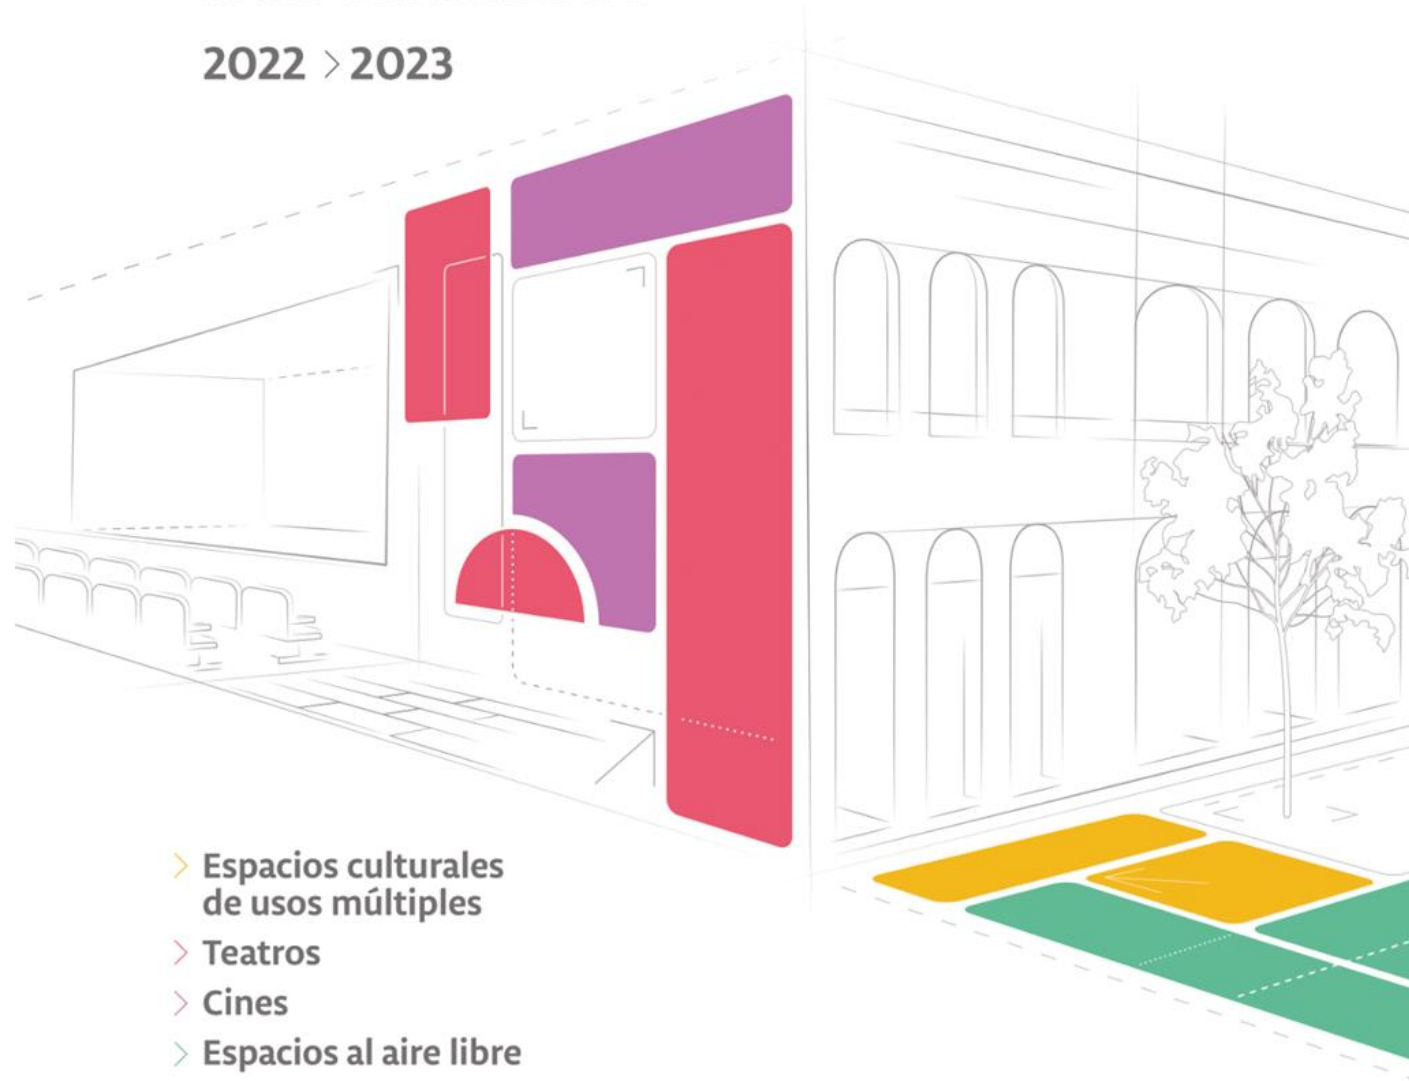 2022 > 2023
> Espacios culturales
de usos múltiples
> Teatros
> Cines
> Espacios al aire libre